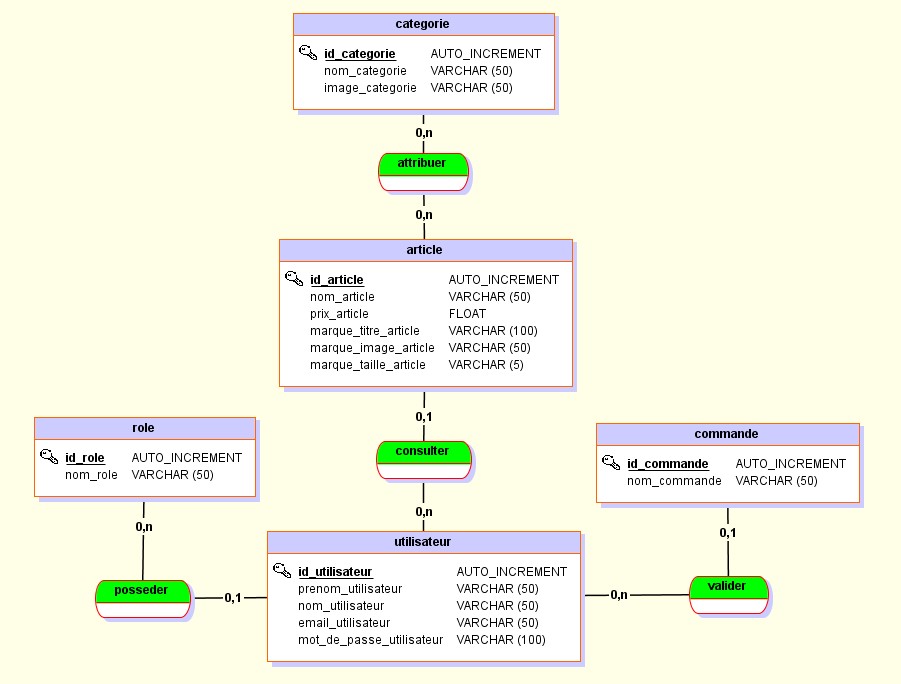 categorie
id_categorie AUTO_INCREMENT
nom_categorie VARCHAR (50)
image_categorie VARCHAR (50)
0,n
attribuer
0,n
article
id_article AUTO_INCREMENT
nom_article VARCHAR (50)
prix_article FLOAT
marque_titre_article VARCHAR (100)
marque_image_article VARCHAR (50)
marque_taille_article VARCHAR (5)
0,1
consulter
0,n
role
id_role AUTO_INCREMENT
nom_role VARCHAR (50)
0,n
posseder
0,1
utilisateur
id_utilisateur AUTO_INCREMENT
prenom_utilisateur VARCHAR (50)
nom_utilisateur VARCHAR (50)
email_utilisateur VARCHAR (50)
mot_de_passe_utilisateur VARCHAR (100)
0,n
commande
id_commande AUTO_INCREMENT
nom_commande VARCHAR (50)
0,1
valider